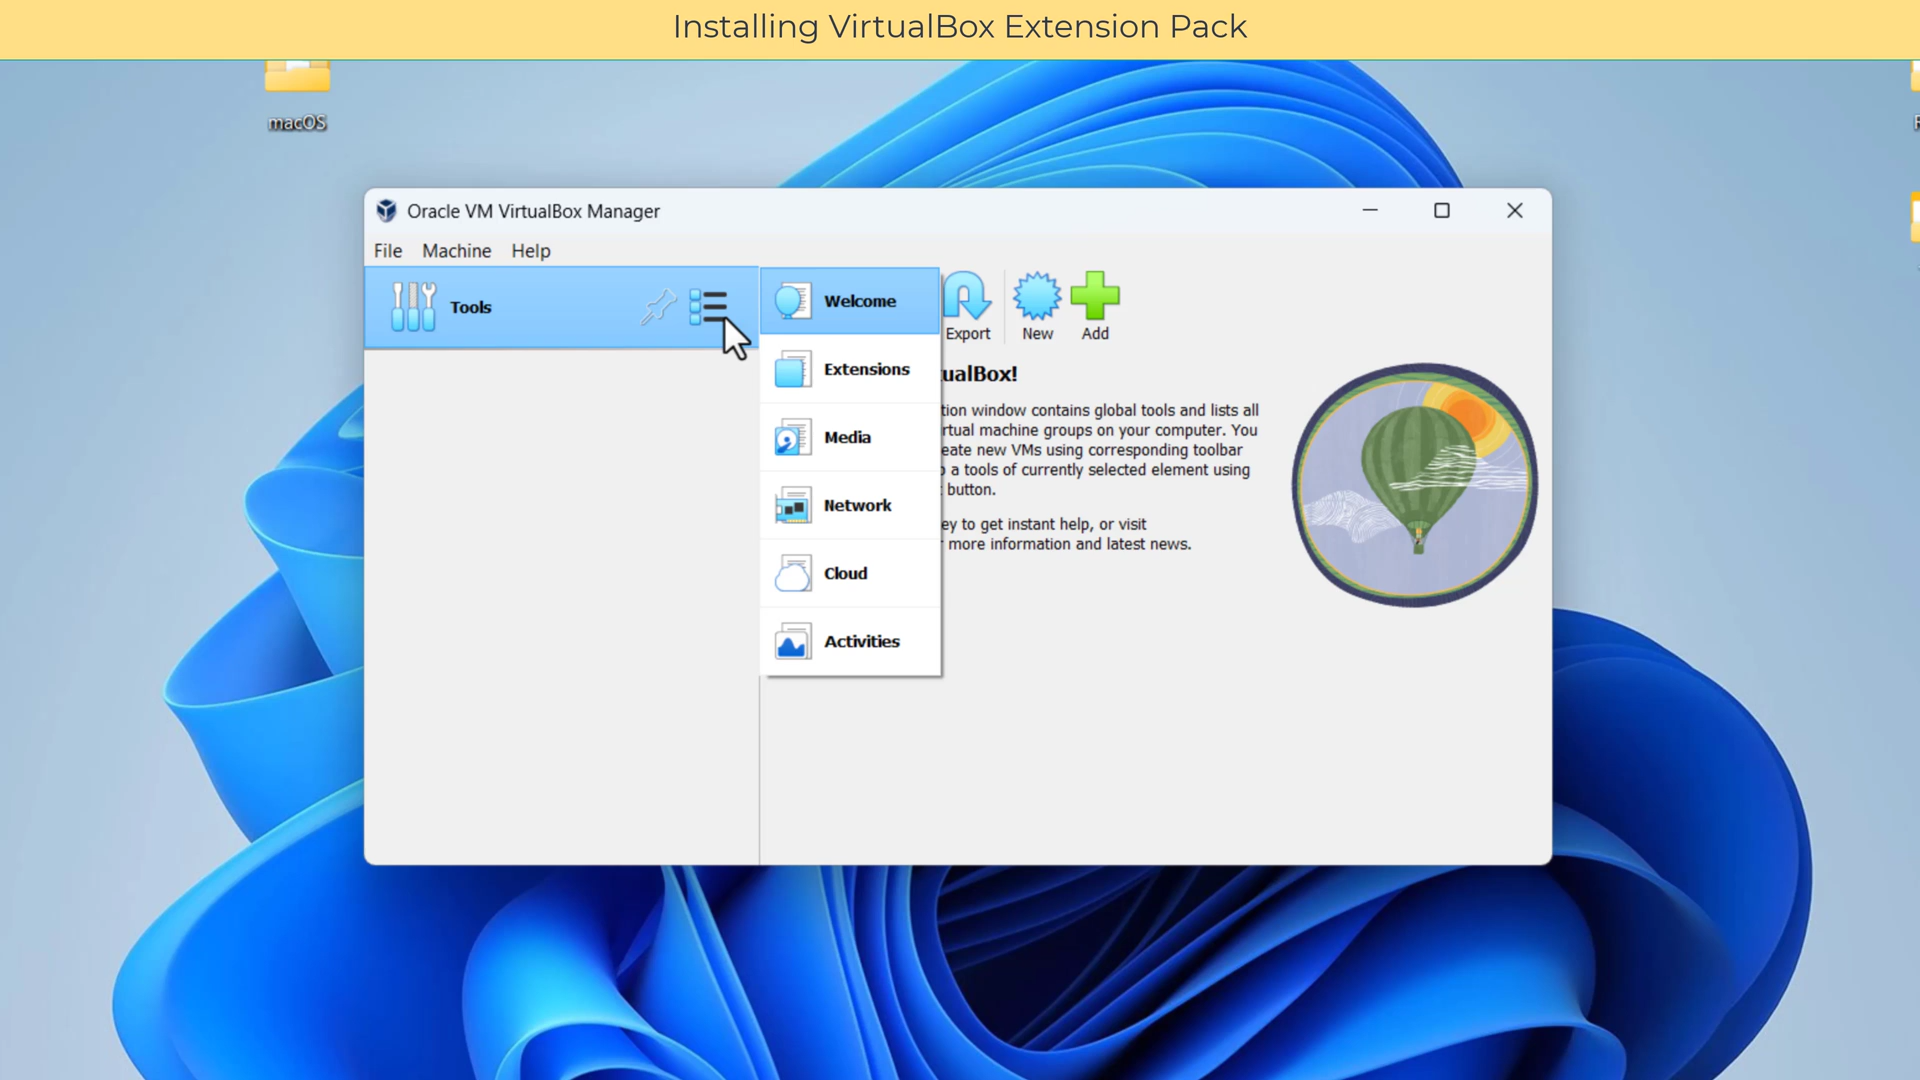 Installing VirtualBox Extension Pack
macOS
Oracle VM VirtualBox Manager
File Machine Help
Tools
Welcome
Extensions
Media
Network
Cloud
Activities
Export New Add
ualBox!
tion window contains global tools and lists all
rtual machine groups on your computer. You
eate new VMs using corresponding toolbar
a tools of currently selected element using
button.
ey to get instant help, or visit
more information and latest news.